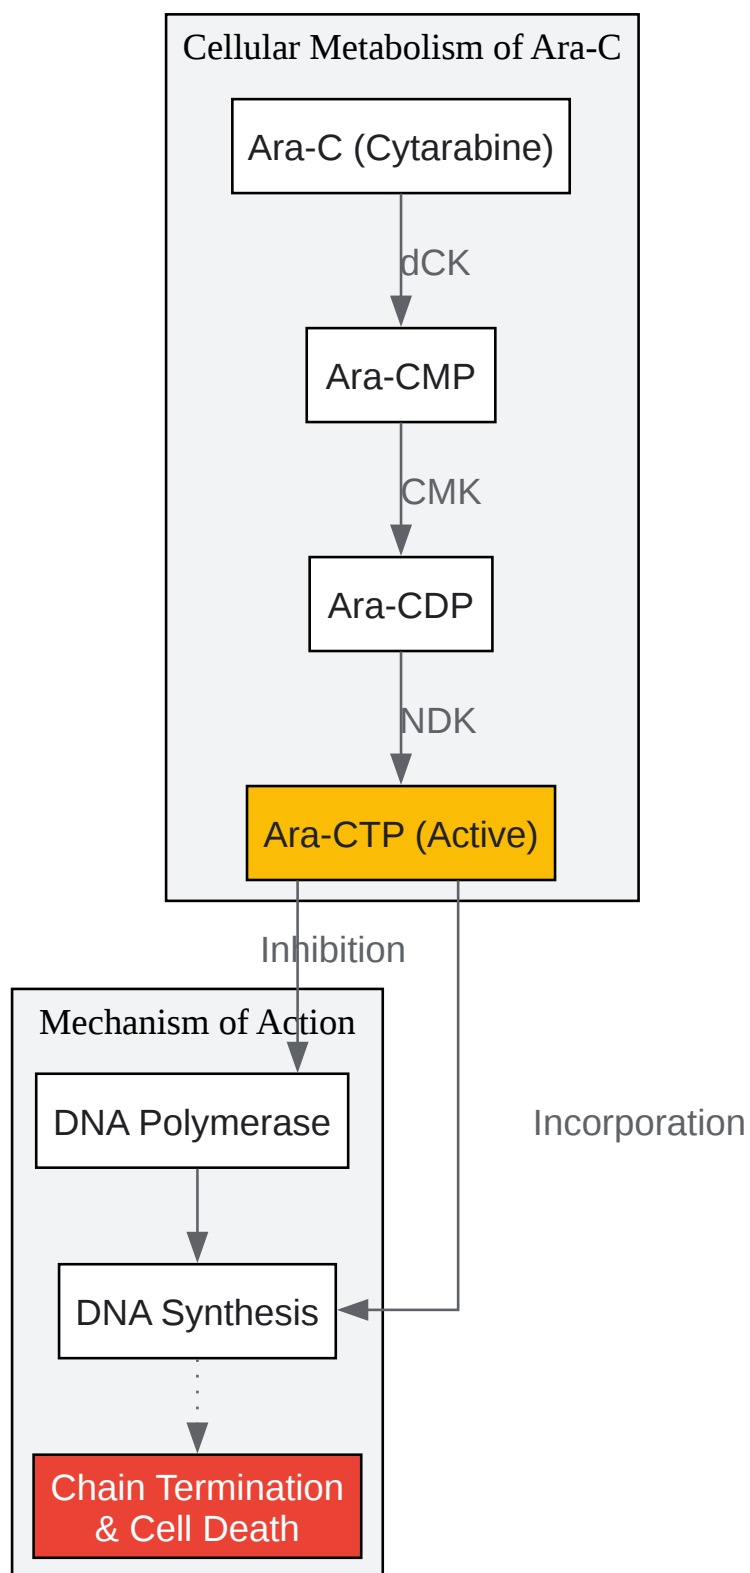 Cellular Metabolism of Ara-C
Ara-C (Cytarabine)
dCK
Ara-CMP
CMK
Ara-CDP
NDK
Ara-CTP (Active)
Inhibition
Mechanism of Action
DNA Polymerase
Incorporation
DNA Synthesis
Chain Termination
& Cell Death